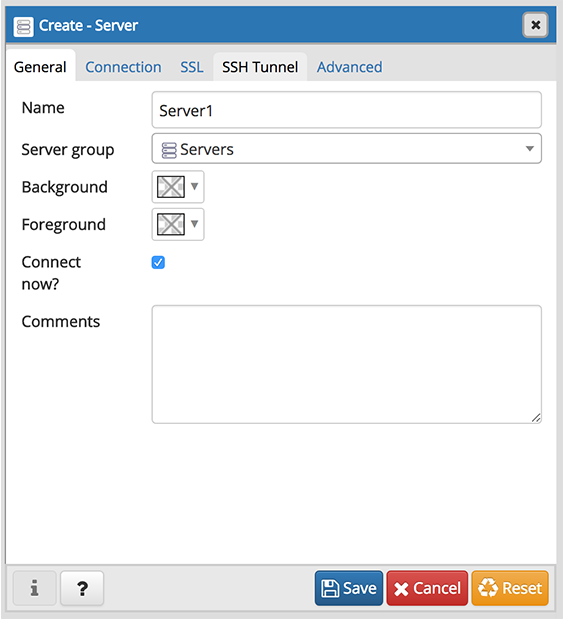 Create - Server
General Connection SSL SSH Tunnel Advanced
Name Server1
Server group Servers
Background
Foreground
Connect
now?
Comments
i ? Save Cancel Reset